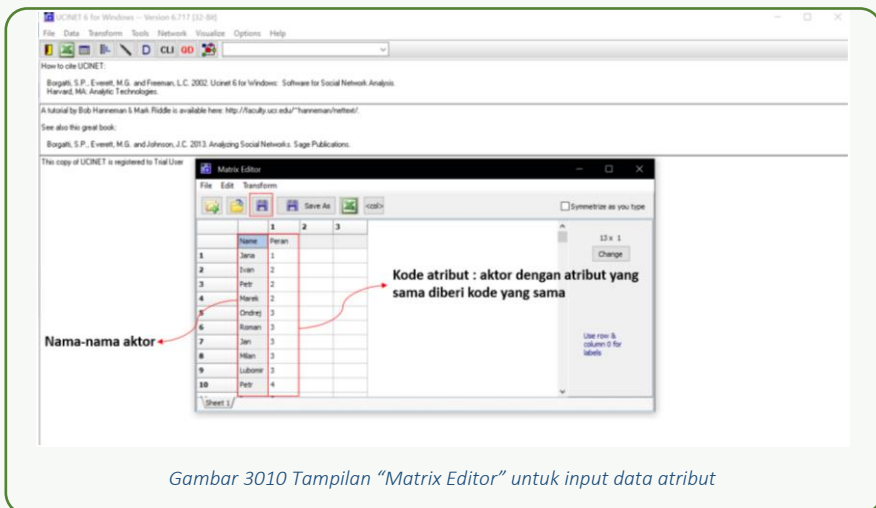 UCINET 6 for Windows -- Version 6.717 [32-Bit]
File Data Transform Tools Network Visualize Options Help
D CLI GD
How to cite UCINET:
Borgatti, S.P., Everett, M.G. and Freeman, L.C. 2002. Ucinet 6 for Windows: Software for Social Network Analysis. Harvard, MA: Analytic Technologies.
A tutorial by Bob Hanneman & Mark Riddle is available here: http://faculty.ucr.edu/~hanneman/nettext/.
See also this great book:
Borgatti, S.P., Everett, M.G. and Johnson, J.C. 2013. Analyzing Social Networks. Sage Publications.
This copy of UCINET is registered to Trial User
Matrix Editor
File Edit Transform
Save As <col> Symmetrize as you type
1 2 3
Name Peran
1 Jana 1
2 Ivan 2
3 Petr 2
4 Marek 2
5 Ondrej 3
6 Roman 3
7 Jan 3
8 Milan 3
9 Lubomir 3
10 Petr 4
Sheet 1
13 x 1
Change
Use row &
column 0 for
labels
Kode atribut : aktor dengan atribut yang
sama diberi kode yang sama
Nama-nama aktor
Gambar 3010 Tampilan “Matrix Editor” untuk input data atribut